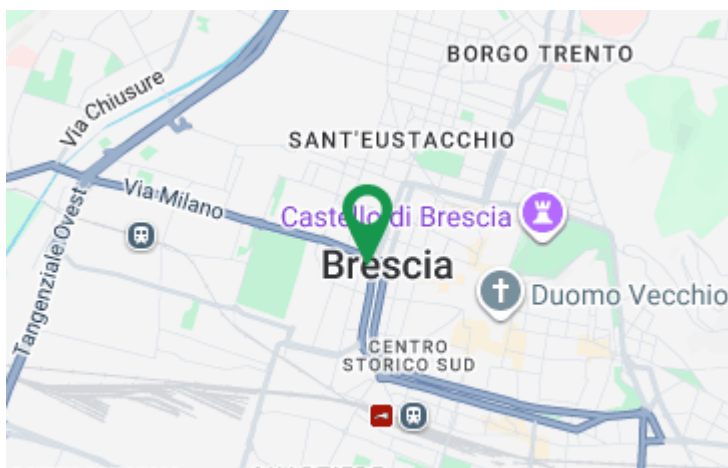 BORGO TRENTO
Via Chiusure
SANT'EUSTACCHIO
Via Milano
Castello di Brescia
Tangenziale Ovest
Brescia
Duomo Vecchio
CENTRO
STORICO SUD